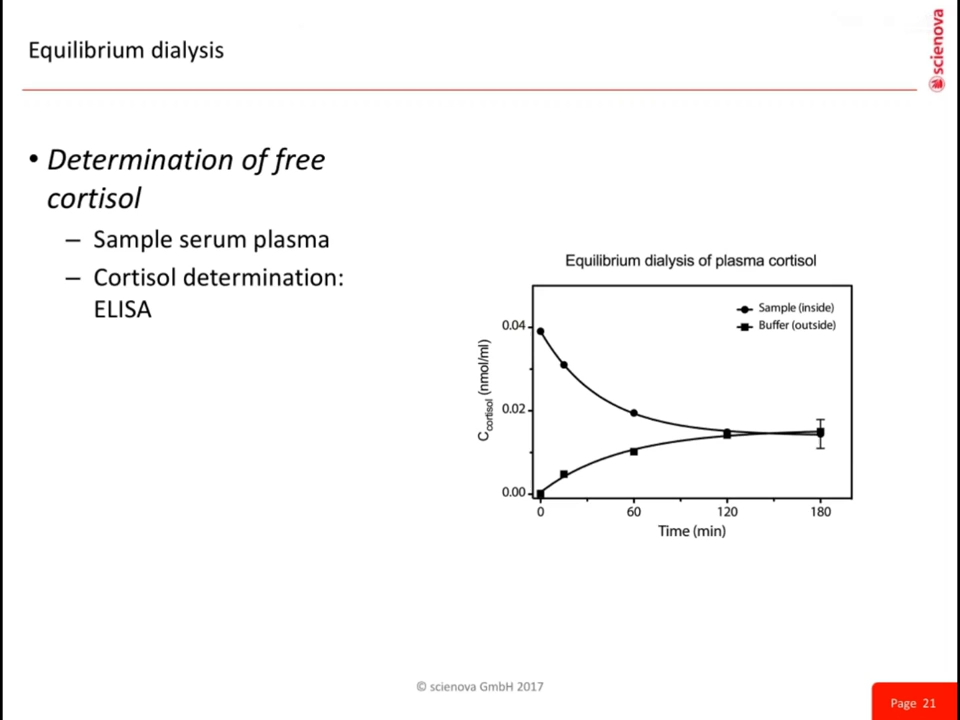 Equilibrium dialysis
scienova
• Determination of free
cortisol
– Sample serum plasma
– Cortisol determination:
ELISA
Equilibrium dialysis of plasma cortisol
Sample (inside)
Buffer (outside)
Ccortisol (nmol/ml)
0.04
0.02
0.00
0 60 120 180
Time (min)
© scienova GmbH 2017
Page 21